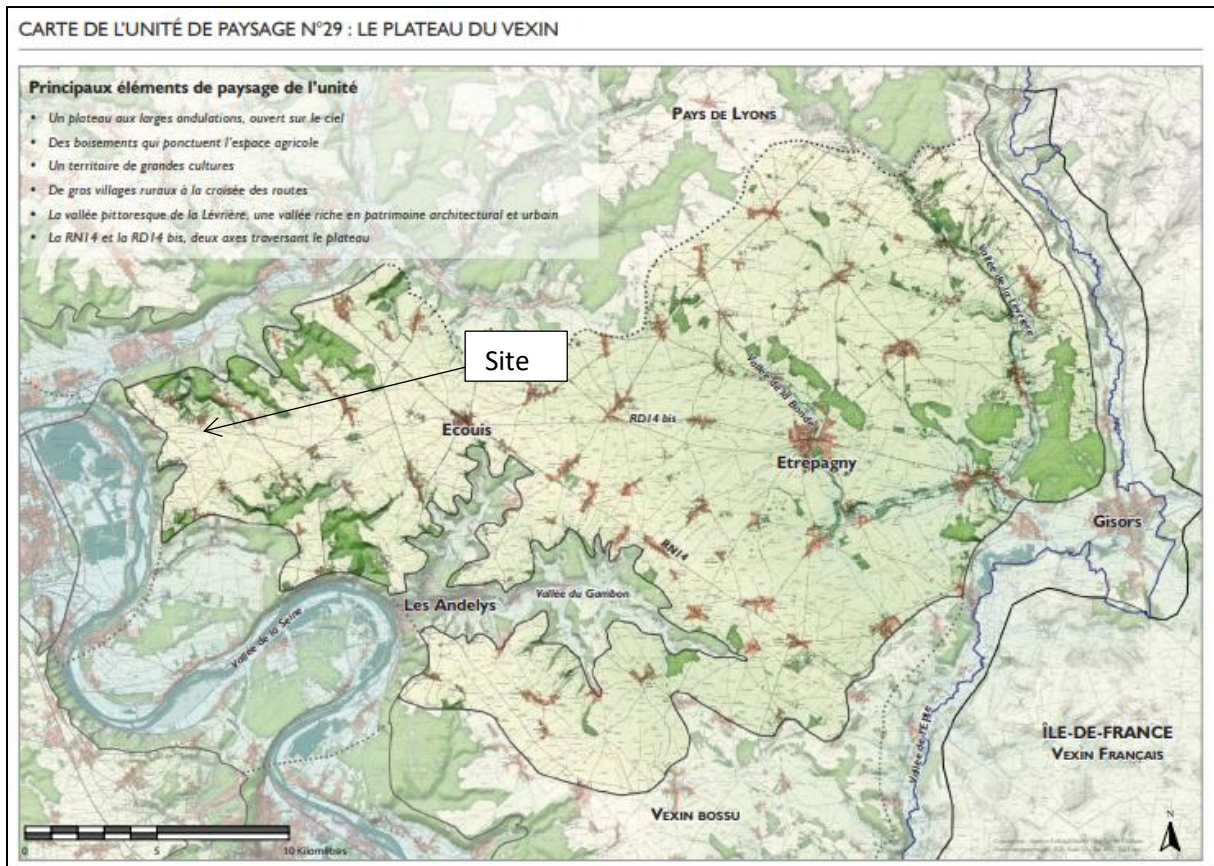 CARTE DE L'UNITÉ DE PAYSAGE N°29 : LE PLATEAU DU VEXIN
Principaux éléments de paysage de l'unité
• Un plateau aux larges ondulations, ouvert sur le ciel
• Des boisements qui ponctuent l'espace agricole
• Un territoire de grandes cultures
• De gros villages ruraux à la croisée des routes
• La vallée pittoresque de la Lévrière, une vallée riche en patrimoine architectural et urbain
• La RN14 et la RD14 bis, deux axes traversant le plateau
PAYS DE LYONS
Vallée de la Lévrière
Site
Vallée de la Bonde
RD14 bis
Ecouis
Etrepagny
Gisors
RN14
Vallée du Gambon
Les Andelys
Vallée de la Seine
Vallée de l'Epte
ÎLE-DE-FRANCE
VEXIN FRANÇAIS
VEXIN BOSSU
N
0 5 10 Kilomètres